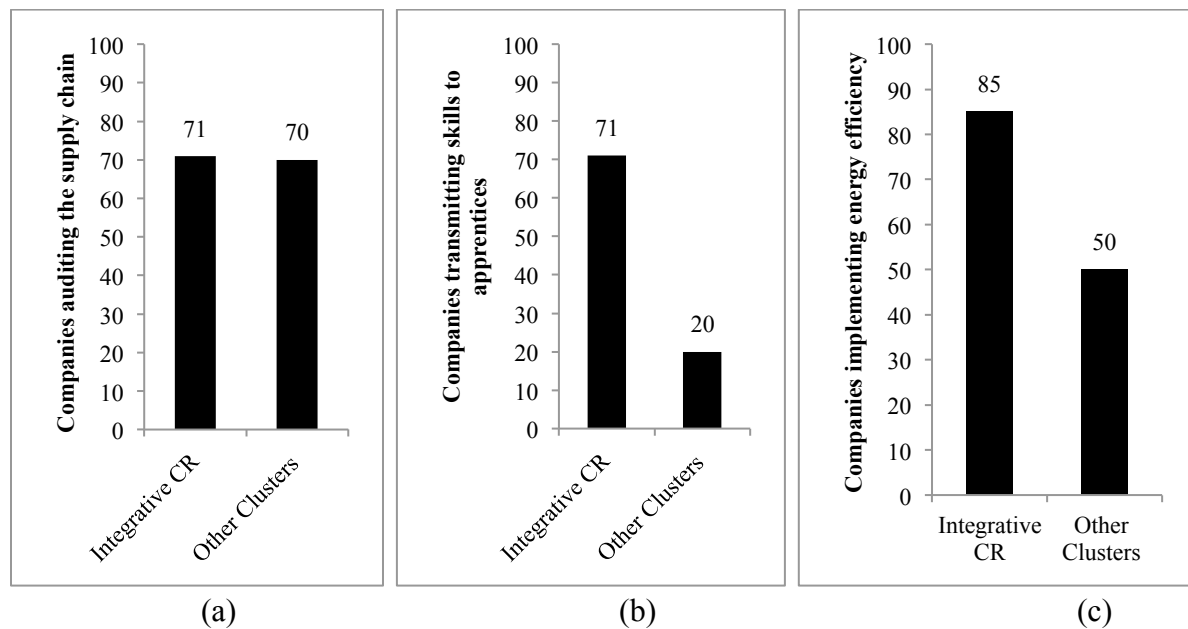 Companies auditing the supply chain
100
90
80
70
60
50
40
30
20
10
0
71
70
Integrative CR
Other Clusters
(a)
Companies transmitting skills to
apprentices
100
90
80
70
60
50
40
30
20
10
0
71
20
Integrative CR
Other Clusters
(b)
Companies implementing energy efficiency
100
90
80
70
60
50
40
30
20
10
0
85
50
Integrative
CR
Other
Clusters
(c)